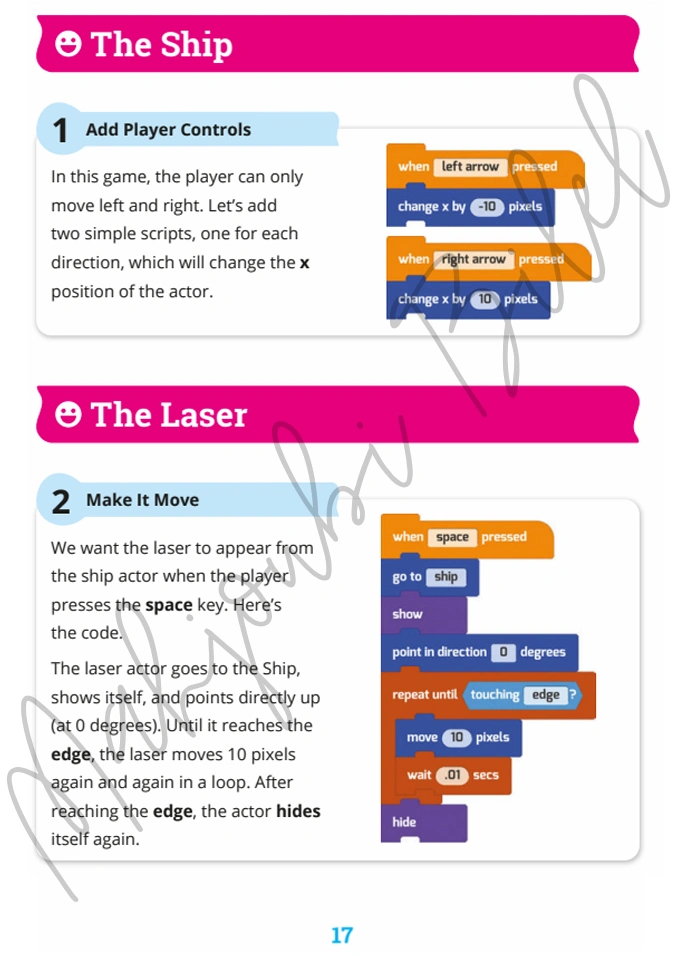 The Ship
1 Add Player Controls
In this game, the player can only
move left and right. Let's add
two simple scripts, one for each
direction, which will change the x
position of the actor.
when left arrow pressed
change x by -10 pixels
when right arrow pressed
change x by 10 pixels
The Laser
2 Make It Move
We want the laser to appear from
the ship actor when the player
presses the space key. Here's
the code.
The laser actor goes to the Ship,
shows itself, and points directly up
(at 0 degrees). Until it reaches the
edge, the laser moves 10 pixels
again and again in a loop. After
reaching the edge, the actor hides
itself again.
when space pressed
go to ship
show
point in direction 0 degrees
repeat until touching edge ?
move 10 pixels
wait .01 secs
hide
17
Mahjoubi Bilel